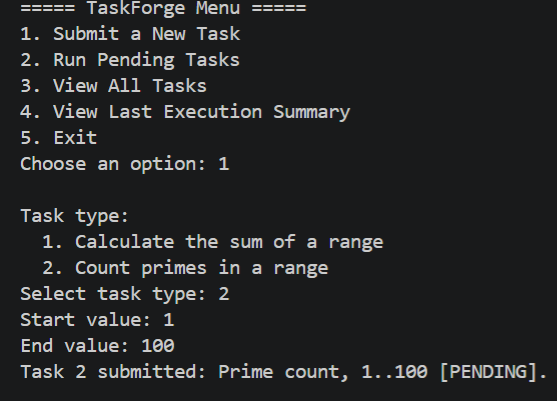 ===== TaskForge Menu =====
1. Submit a New Task
2. Run Pending Tasks
3. View All Tasks
4. View Last Execution Summary
5. Exit
Choose an option: 1

Task type:
  1. Calculate the sum of a range
  2. Count primes in a range
Select task type: 2
Start value: 1
End value: 100
Task 2 submitted: Prime count, 1..100 [PENDING].